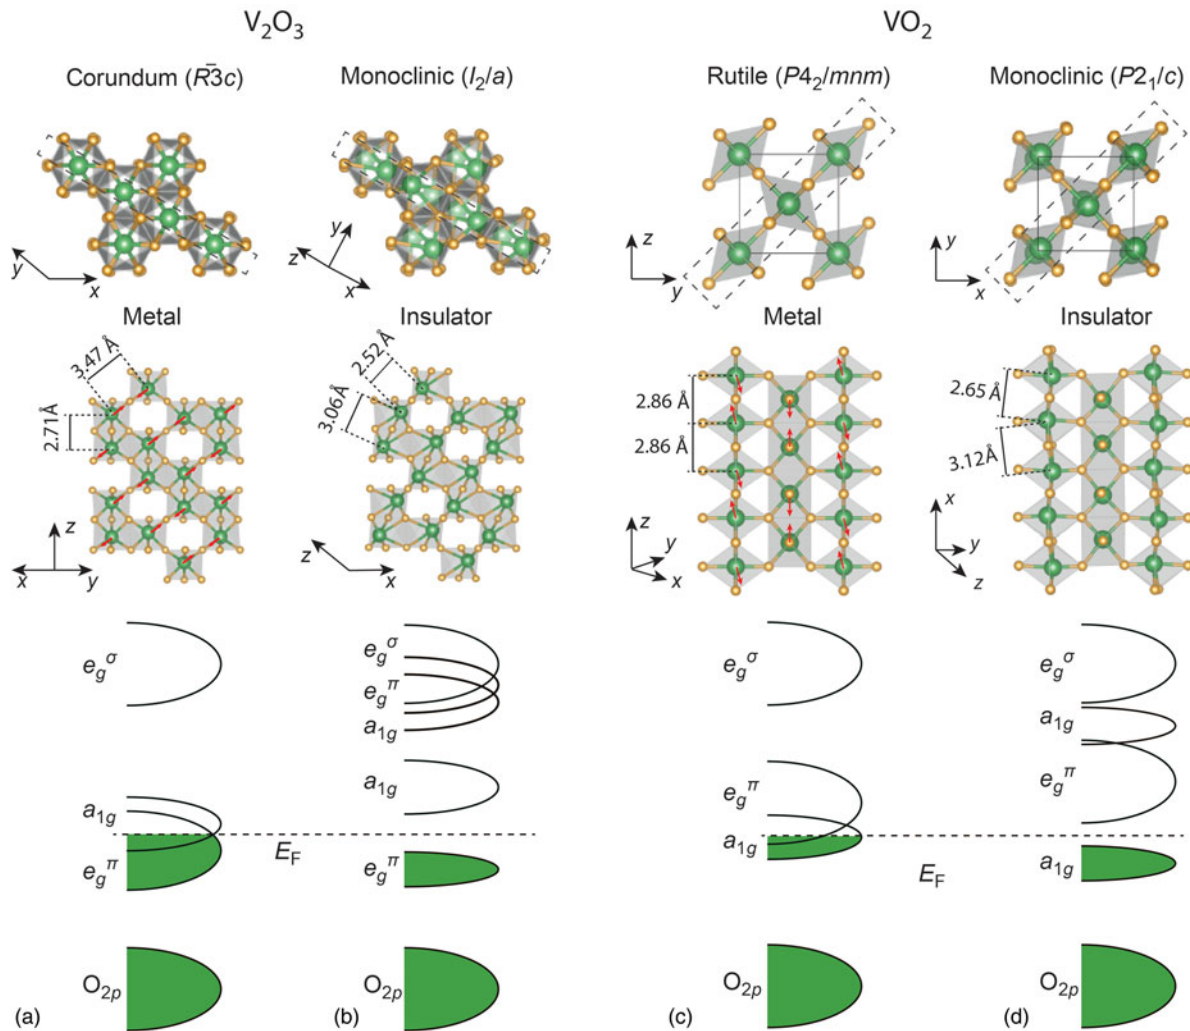 V2O3 VO2
Corundum (R3̄c) Monoclinic (I2/a) Rutile (P42/mnm) Monoclinic (P21/c)
y x
z y x
z y
y x
Metal Insulator Metal Insulator
3.47 Å
2.71Å
2.52Å
3.06Å
2.86 Å
2.86 Å
2.65 Å
3.12Å
z x y
z x
z y x
x y z
egσ
a1g
egπ
O2p
(a)
egσ
egπ
a1g
a1g
egπ
O2p
(b)
EF
egσ
egπ
a1g
O2p
(c)
EF
egσ
a1g
egπ
a1g
O2p
(d)